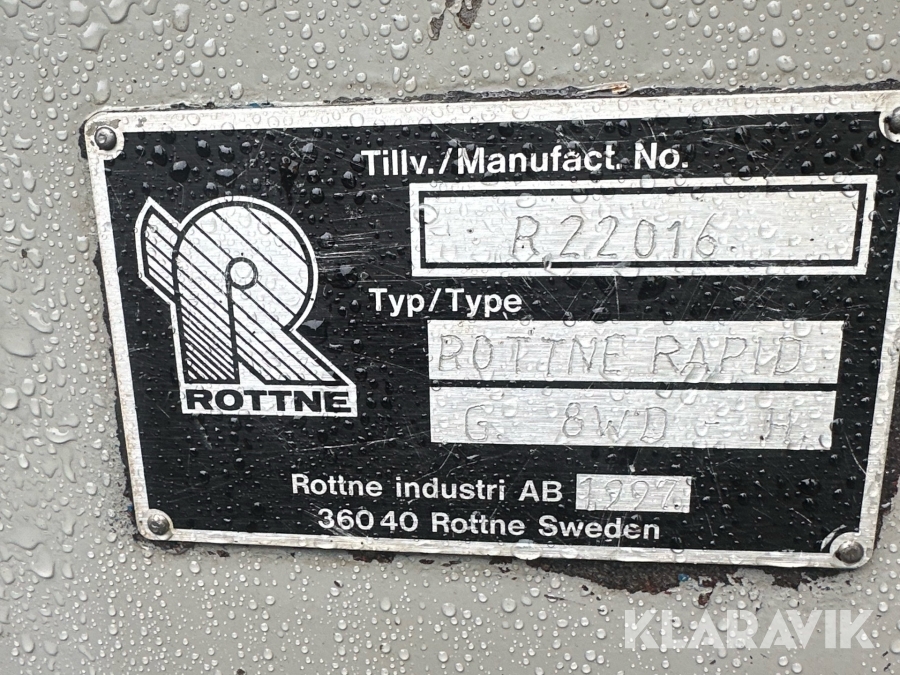 Tillv./Manufact. No.
R22016
Typ/Type
ROTTNE RAPID
G. 8WD - H
ROTTNE
Rottne industri AB 1997
360 40 Rottne Sweden
KLARAVIK